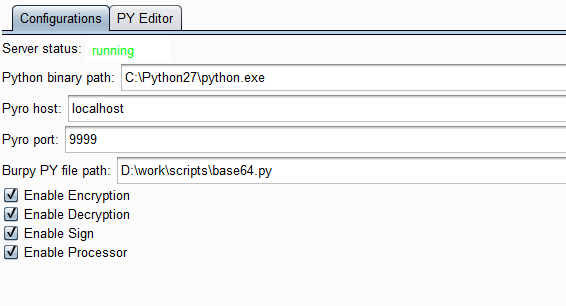 Configurations PY Editor
Server status: running
Python binary path: C:\Python27\python.exe
Pyro host: localhost
Pyro port: 9999
Burpy PY file path: D:\work\scripts\base64.py
Enable Encryption
Enable Decryption
Enable Sign
Enable Processor